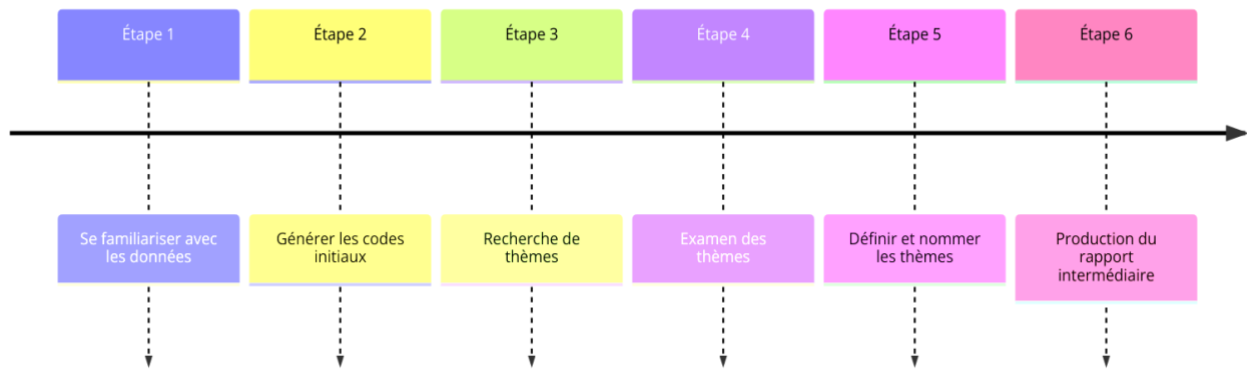 Étape 1
Étape 2
Étape 3
Étape 4
Étape 5
Étape 6
Se familiariser avec
les données
Générer les codes
initiaux
Recherche de
thèmes
Examen des
thèmes
Définir et nommer
les thèmes
Production du
rapport
intermédiaire